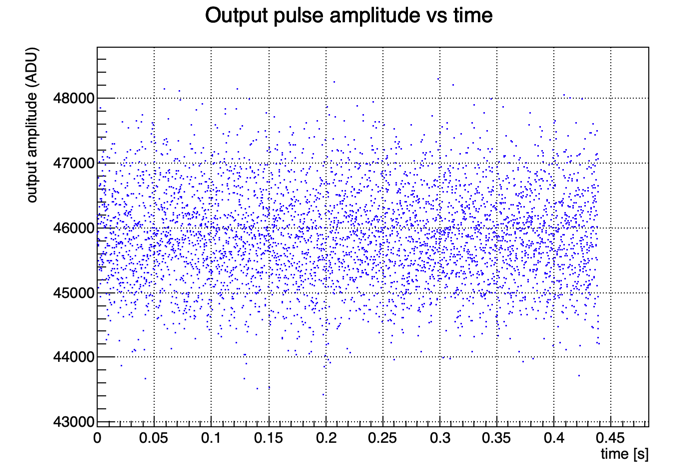 Output pulse amplitude vs time
output amplitude (ADU)
48000
47000
46000
45000
44000
43000
0 0.05 0.1 0.15 0.2 0.25 0.3 0.35 0.4 0.45
time [s]